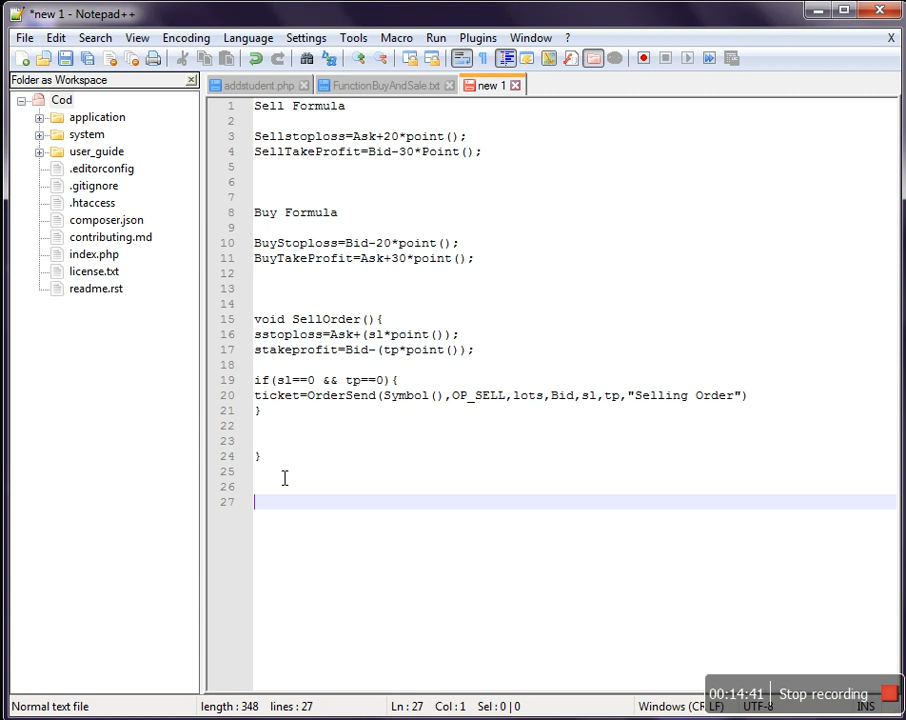 *new 1 - Notepad++
File Edit Search View Encoding Language Settings Tools Macro Run Plugins Window ? X
Folder as Workspace
addstudent.php FunctionBuyAndSale.txt new 1
Cod
application
system
user_guide
.editorconfig
.gitignore
.htaccess
composer.json
contributing.md
index.php
license.txt
readme.rst
1 Sell Formula
2
3 Sellstoploss=Ask+20*point();
4 SellTakeProfit=Bid-30*Point();
5
6
7
8 Buy Formula
9
10 BuyStoploss=Bid-20*point();
11 BuyTakeProfit=Ask+30*point();
12
13
14
15 void SellOrder(){
16 sstoploss=Ask+(sl*point());
17 stakeprofit=Bid-(tp*point());
18
19 if(sl==0 && tp==0){
20 ticket=OrderSend(Symbol(),OP_SELL,lots,Bid,sl,tp,"Selling Order")
21 }
22
23
24 }
25
26
27
00:14:41 Stop recording
Normal text file length : 348 lines : 27 Ln : 27 Col : 1 Sel : 0 | 0 Windows (CR LF) UTF-8 INS